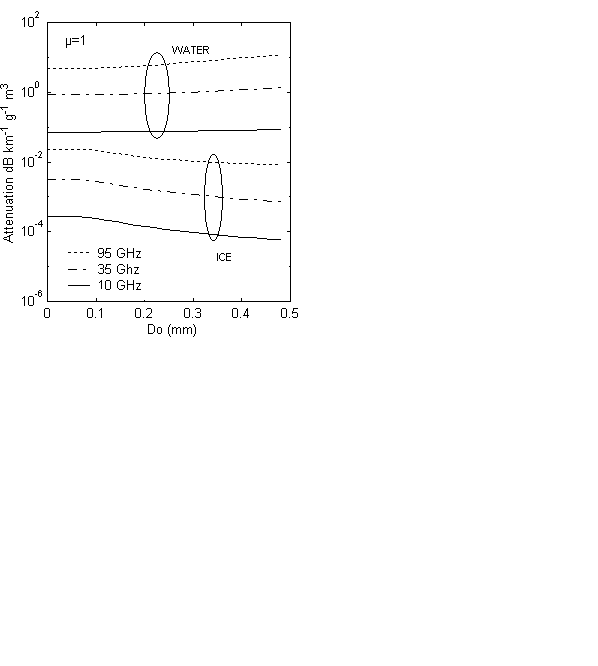 10^2
μ=1
WATER
10^0
10^-2
10^-4
10^-6
Attenuation dB km^-1 g^-1 m^3
ICE
95 GHz
35 Ghz
10 GHz
0 0.1 0.2 0.3 0.4 0.5
Do (mm)